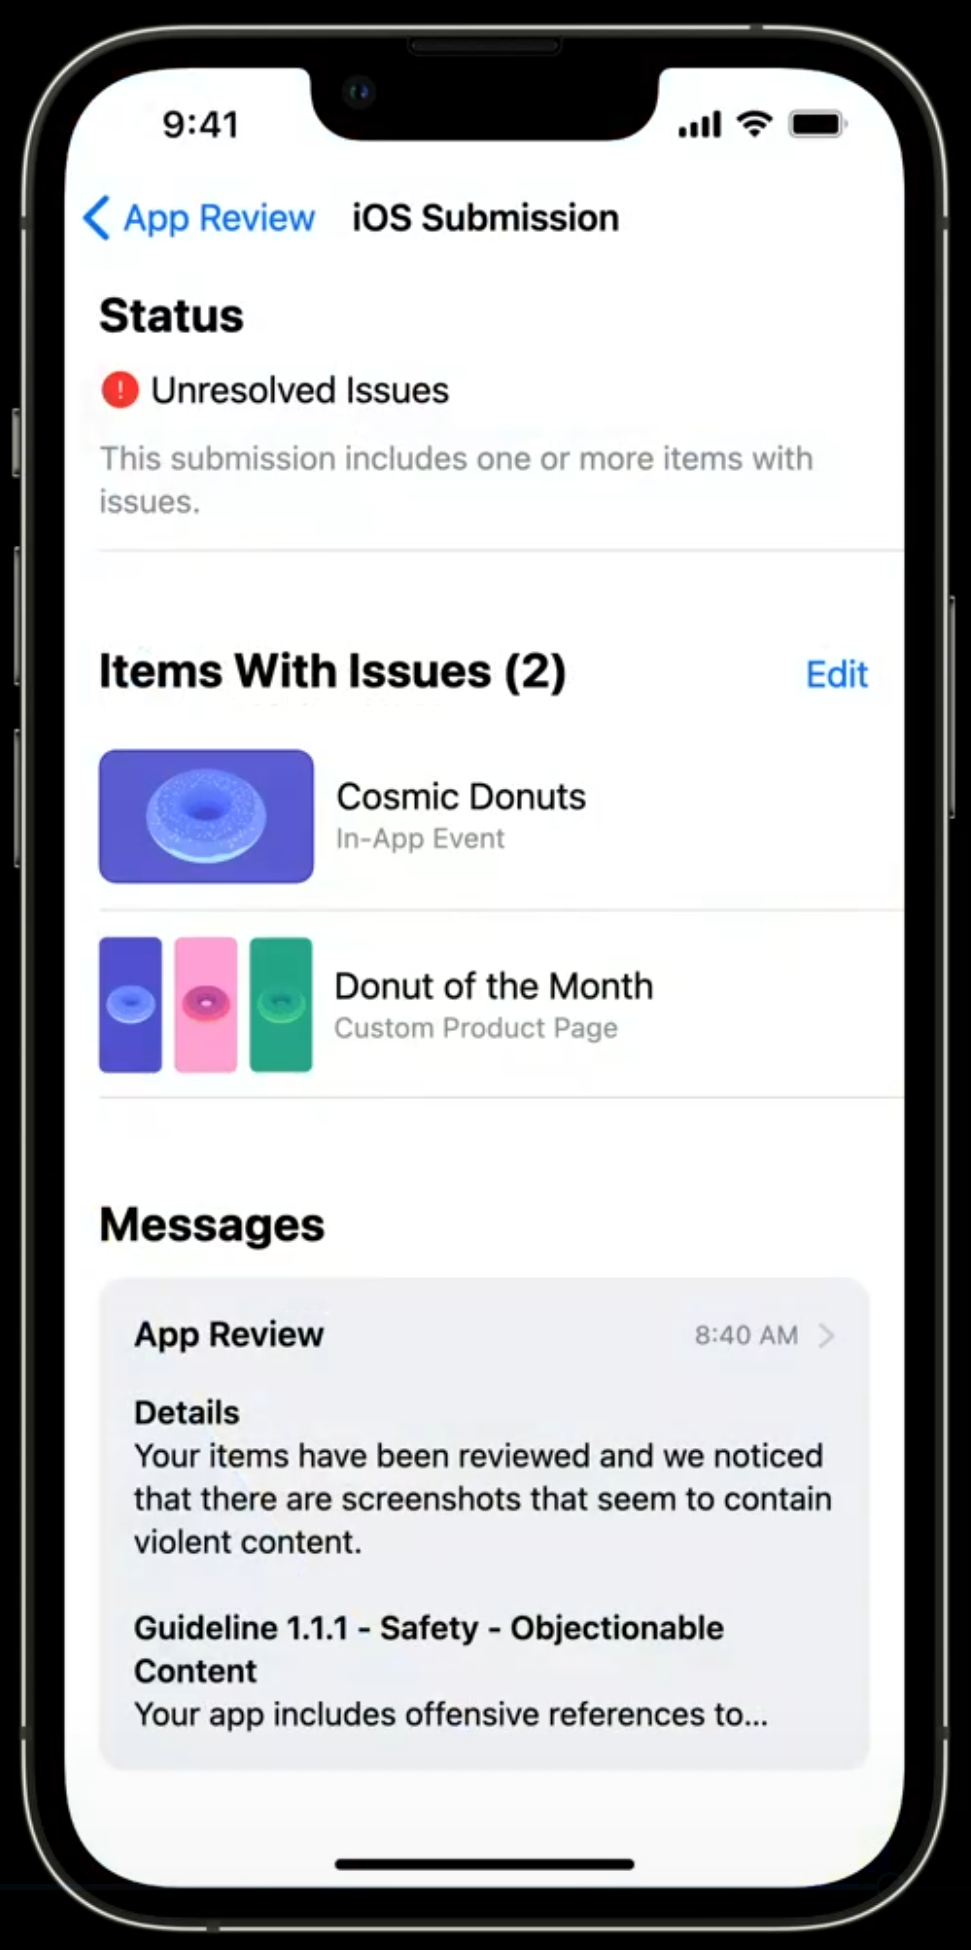 9:41
App Review
iOS Submission
Status
Unresolved Issues
This submission includes one or more items with
issues.
Items With Issues (2)
Edit
Cosmic Donuts
In-App Event
Donut of the Month
Custom Product Page
Messages
App Review
8:40 AM
Details
Your items have been reviewed and we noticed
that there are screenshots that seem to contain
violent content.
Guideline 1.1.1 - Safety - Objectionable
Content
Your app includes offensive references to...